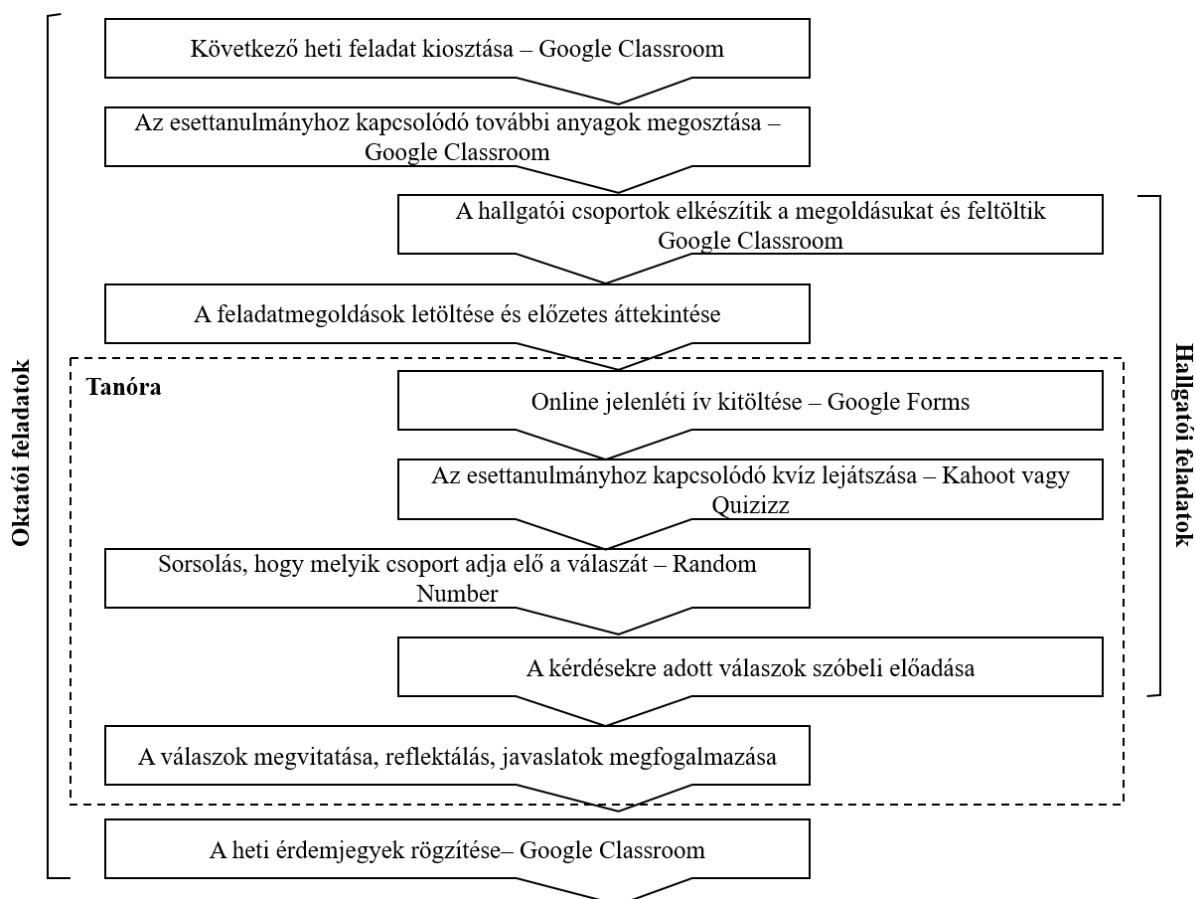 Következő heti feladat kiosztása – Google Classroom
Az esettanulmányhoz kapcsolódó további anyagok megosztása –
Google Classroom
A hallgatói csoportok elkészítik a megoldásukat és feltöltik
Google Classroom
A feladatmegoldások letöltése és előzetes áttekintése
Oktatói feladatok
Hallgatói feladatok
Tanóra
Online jelenléti ív kitöltése – Google Forms
Az esettanulmányhoz kapcsolódó kvíz lejátszása – Kahoot vagy
Quizizz
Sorsolás, hogy melyik csoport adja elő a válaszát – Random
Number
A kérdésekre adott válaszok szóbeli előadása
A válaszok megvitatása, reflektálás, javaslatok megfogalmazása
A heti érdemjegyek rögzítése– Google Classroom